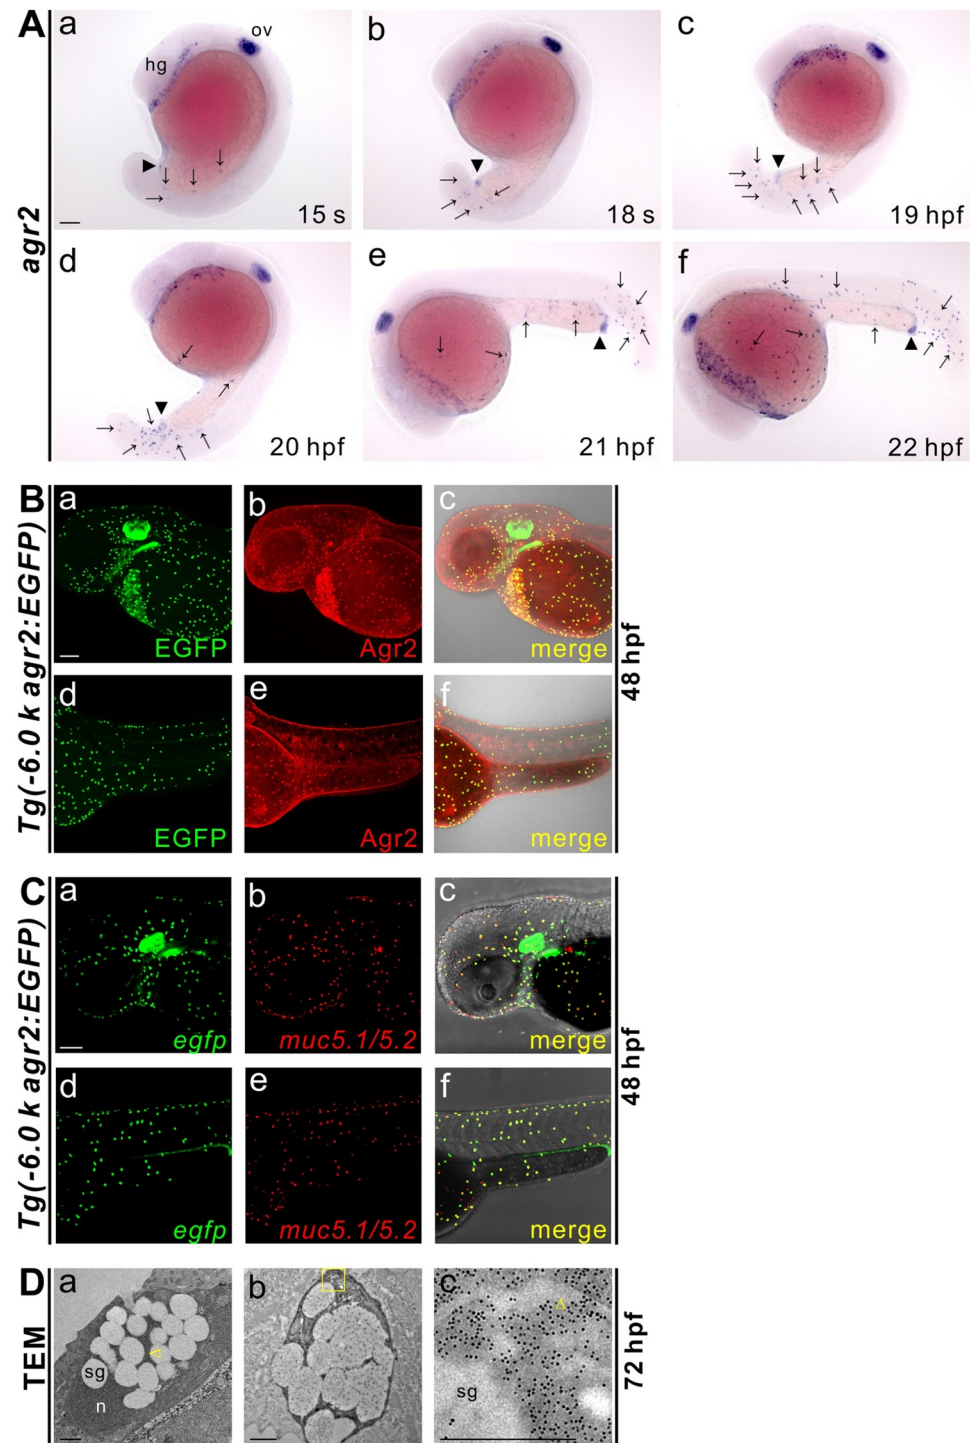 A
agr2
a
hg
ov
15 s
b
18 s
c
19 hpf
d
20 hpf
e
21 hpf
f
22 hpf
B
Tg(-6.0 k agr2:EGFP)
a
EGFP
b
Agr2
c
merge
d
EGFP
e
Agr2
f
merge
48 hpf
C
Tg(-6.0 k agr2:EGFP)
a
egfp
b
muc5.1/5.2
c
merge
d
egfp
e
muc5.1/5.2
f
merge
48 hpf
D
TEM
a
sg
n
b
c
sg
72 hpf